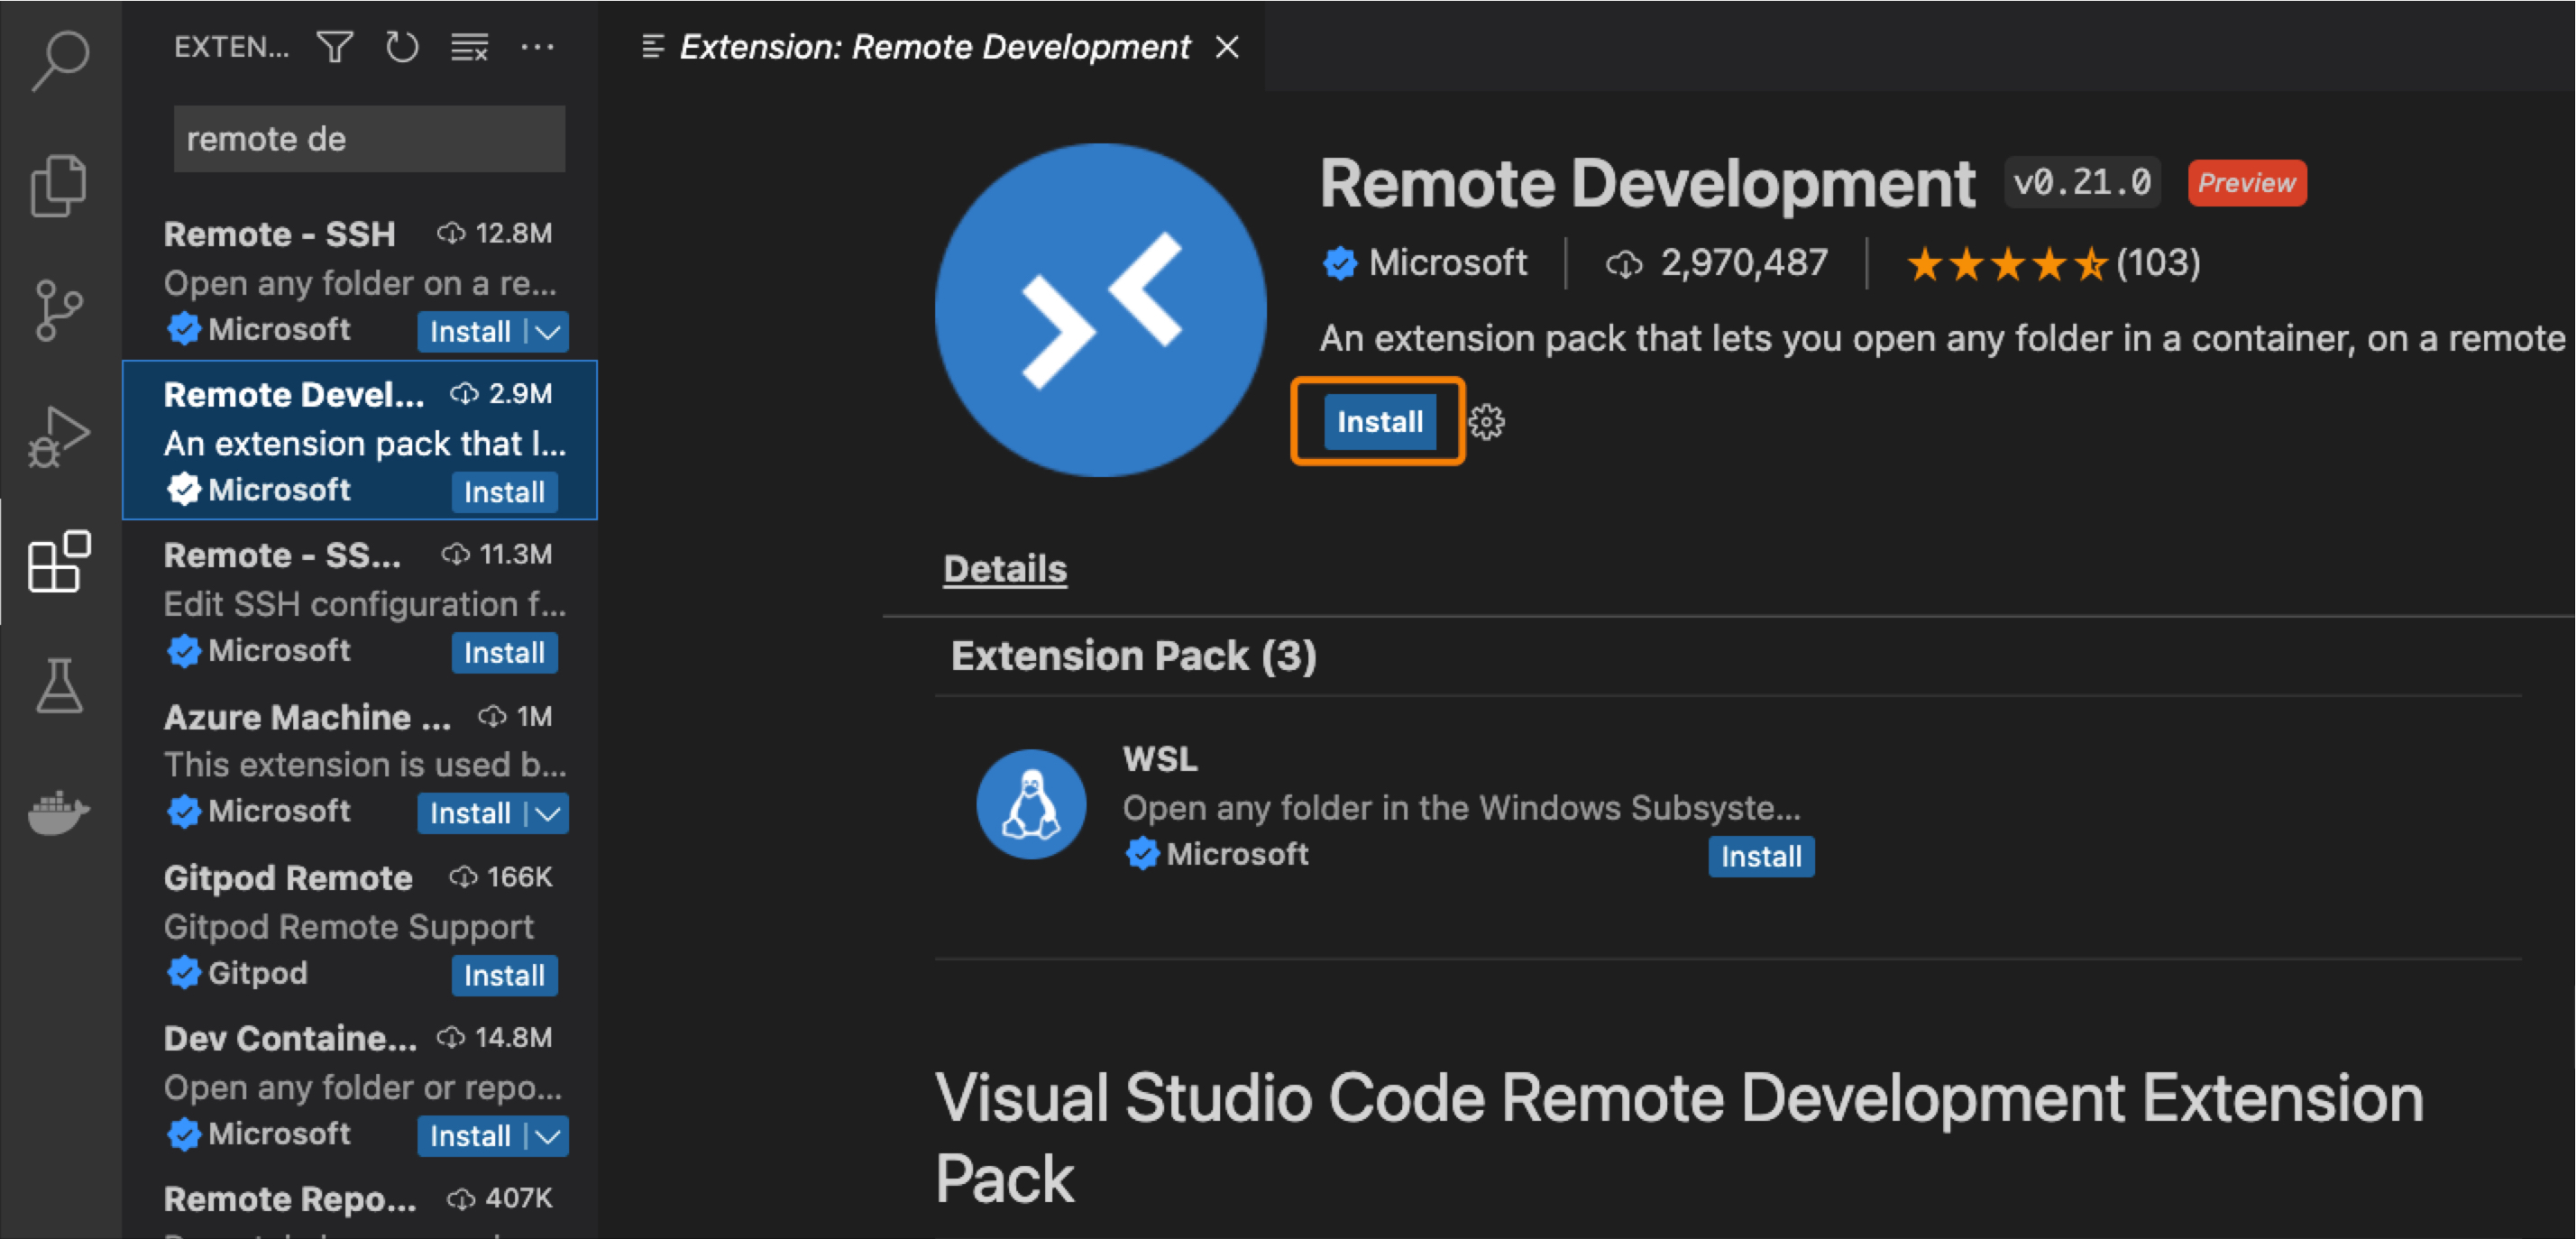 EXTEN...
remote de
Remote - SSH 12.8M
Open any folder on a re...
Microsoft Install
Remote Devel... 2.9M
An extension pack that l...
Microsoft Install
Remote - SS... 11.3M
Edit SSH configuration f...
Microsoft Install
Azure Machine ... 1M
This extension is used b...
Microsoft Install
Gitpod Remote 166K
Gitpod Remote Support
Gitpod Install
Dev Containe... 14.8M
Open any folder or repo...
Microsoft Install
Remote Repo... 407K
Extension: Remote Development
Remote Development v0.21.0 Preview
Microsoft 2,970,487 (103)
An extension pack that lets you open any folder in a container, on a remote
Install
Details
Extension Pack (3)
WSL
Open any folder in the Windows Subsyste...
Microsoft Install
Visual Studio Code Remote Development Extension
Pack